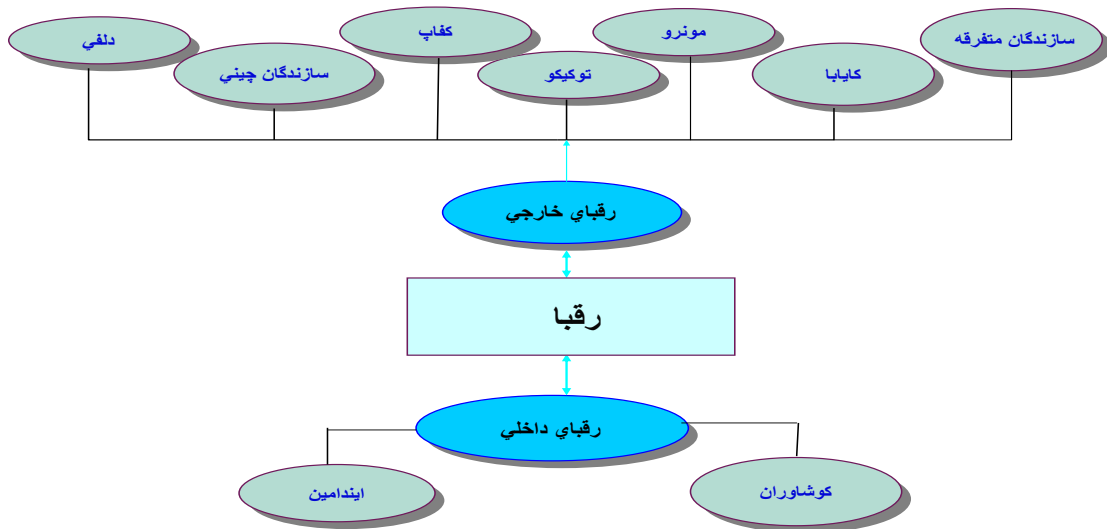 سازندگان متفرقه
مونرو
كفاپ
دلفي
كايابا
توكيكو
سازندگان چيني
رقباي خارجي
رقبا
رقباي داخلي
كوشاوران
ايندامين